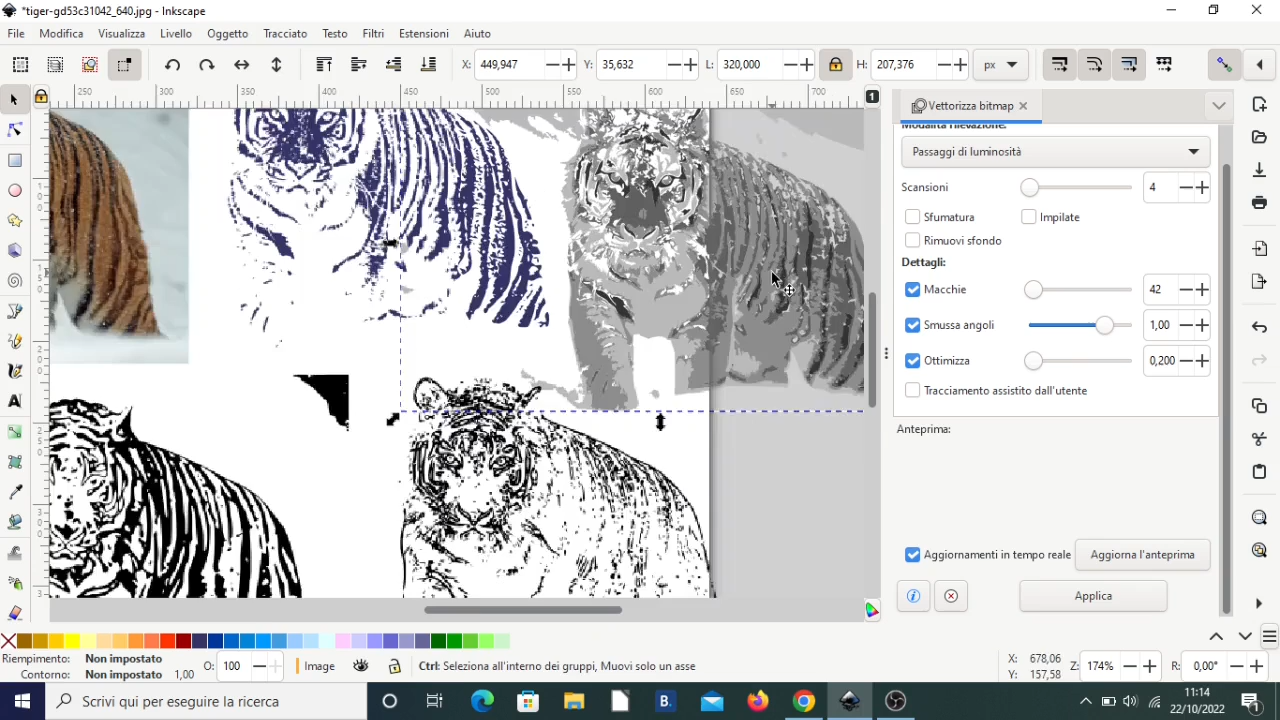 *tiger-gd53c31042_640.jpg - Inkscape
File Modifica Visualizza Livello Oggetto Tracciato Testo Filtri Estensioni Aiuto
X: 449,947 Y: 35,632 L: 320,000 H: 207,376 px
250 300 350 400 450 500 550 600 650 700
1
Vettorizza bitmap
Modalità rilevazione:
Passaggi di luminosità
Scansioni 4
Sfumatura Impilate
Rimuovi sfondo
Dettagli:
Macchie 42
Smussa angoli 1,00
Ottimizza 0,200
Tracciamento assistito dall'utente
Anteprima:
Aggiornamenti in tempo reale Aggiorna l'anteprima
Applica
Riempimento: Non impostato
Contorno: Non impostato 1,00
O: 100
Image
Ctrl: Seleziona all'interno dei gruppi, Muovi solo un asse
X: 678,06
Y: 157,58
Z: 174%
R: 0,00°
Scrivi qui per eseguire la ricerca
B.
11:14
22/10/2022
1